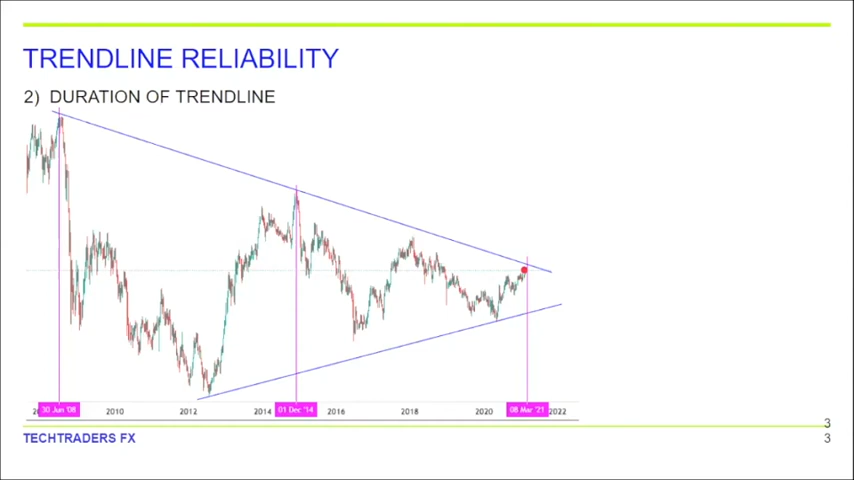 TRENDLINE RELIABILITY
2) DURATION OF TRENDLINE
30 Jun '08 2010 2012 2014 01 Dec '14 2016 2018 2020 08 Mar '21 2022
3
TECHTRADERS FX 3